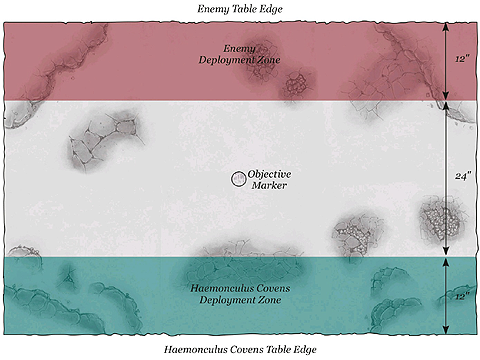 Enemy Table Edge
Enemy
Deployment Zone
12"
Objective
Marker
24"
Haemonculus Covens
Deployment Zone
12"
Haemonculus Covens Table Edge